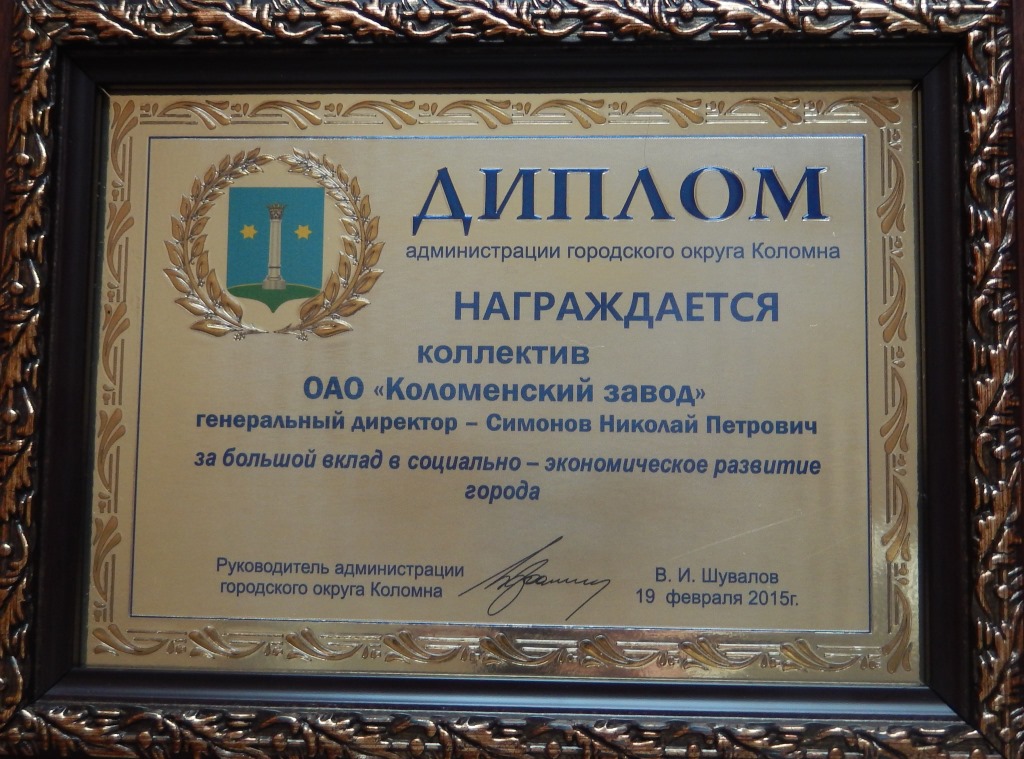 ДИПЛОМ
администрации городского округа Коломна
НАГРАЖДАЕТСЯ
коллектив
ОАО «Коломенский завод»
генеральный директор – Симонов Николай Петрович
за большой вклад в социально – экономическое развитие
города
Руководитель администрации
городского округа Коломна
В. И. Шувалов
19 февраля 2015г.